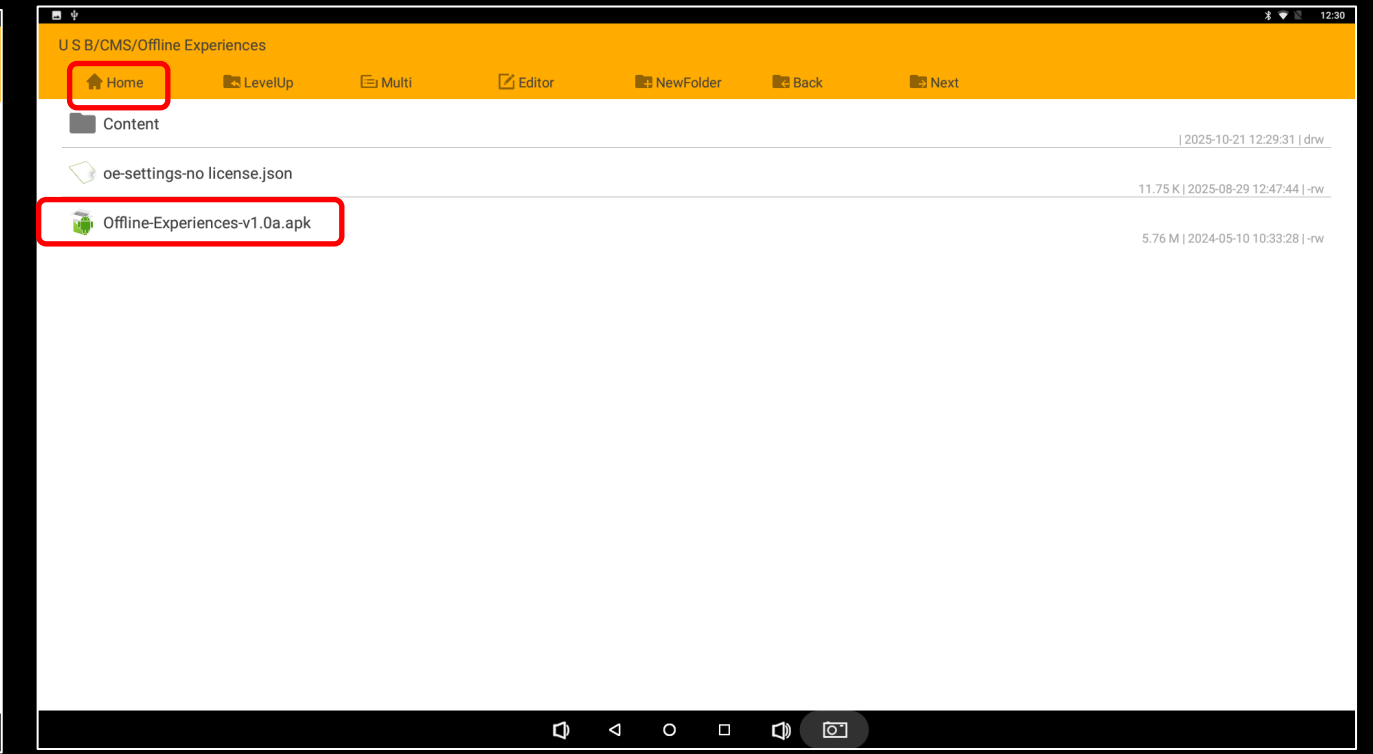 12:30
U S B/CMS/Offline Experiences
Home LevelUp Multi Editor NewFolder Back Next
Content
| 2025-10-21 12:29:31 | drw
oe-settings-no license.json
11.75 K | 2025-08-29 12:47:44 | -rw
Offline-Experiences-v1.0a.apk
5.76 M | 2024-05-10 10:33:28 | -rw